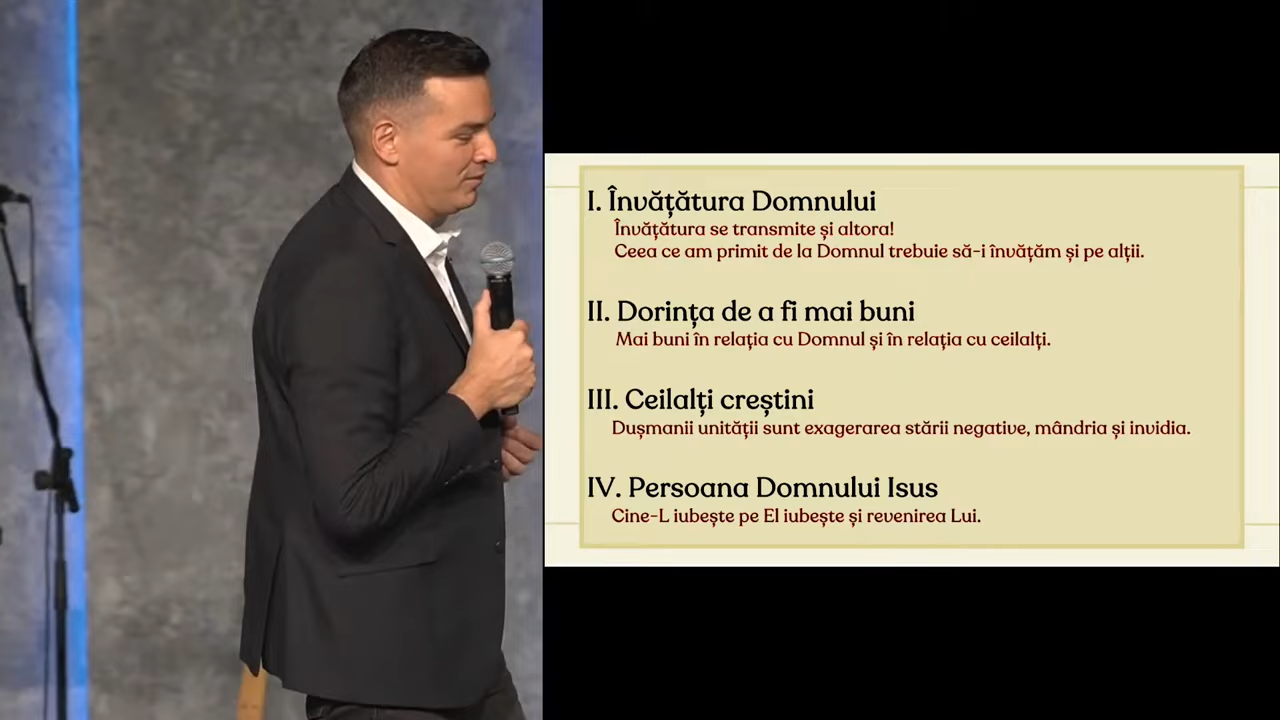 I. Învățătura Domnului
Învățătura se transmite și altora!
Ceea ce am primit de la Domnul trebuie să-i învățăm și pe alții.
II. Dorința de a fi mai buni
Mai buni în relația cu Domnul și în relația cu ceilalți.
III. Ceilalți creștini
Dușmanii unității sunt exagerarea stării negative, mândria și invidia.
IV. Persoana Domnului Isus
Cine-L iubește pe El iubește și revenirea Lui.